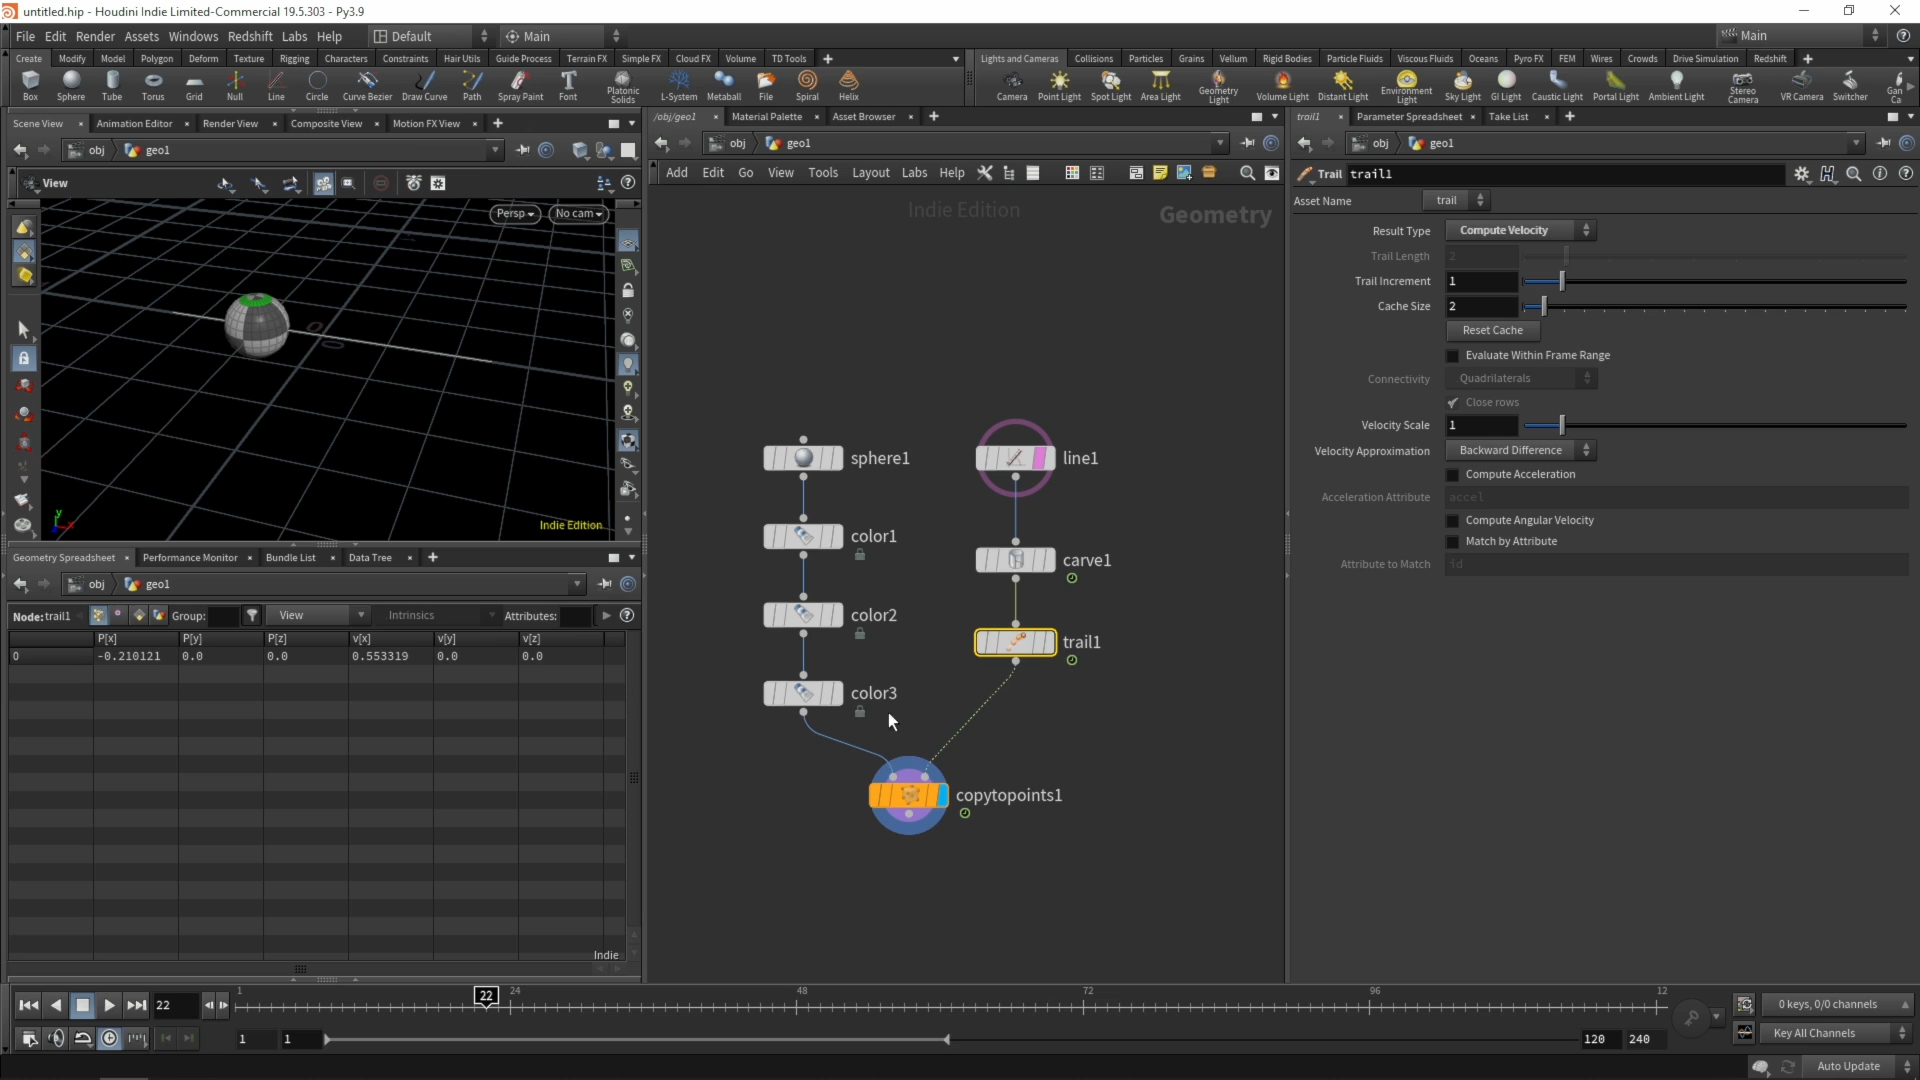 untitled.hip - Houdini Indie Limited-Commercial 19.5.303 - Py3.9
File Edit Render Assets Windows Redshift Labs Help Default Main Main
Create Modify Model Polygon Deform Texture Rigging Characters Constraints Hair Utils Guide Process Terrain FX Simple FX Cloud FX Volume TD Tools
Lights and Cameras Collisions Particles Grains Vellum Rigid Bodies Particle Fluids Viscous Fluids Oceans Pyro FX FEM Wires Crowds Drive Simulation Redshift
Box Sphere Tube Torus Grid Null Line Circle Curve Bezier Draw Curve Path Spray Paint Font Platonic Solids L-System Metaball File Spiral Helix
Camera Point Light Spot Light Area Light Geometry Light Volume Light Distant Light Environment Light Sky Light GI Light Caustic Light Portal Light Ambient Light Stereo Camera VR Camera Switcher Gan Ca
Scene View Animation Editor Render View Composite View Motion FX View
obj geo1
View
Persp No cam
y
x
Indie Edition
Geometry Spreadsheet Performance Monitor Bundle List Data Tree
obj geo1
Node: trail1 Group: View Intrinsics Attributes:
P[x] P[y] P[z] v[x] v[y] v[z]
0 -0.210121 0.0 0.0 0.553319 0.0 0.0
Indie
/obj/geo1 Material Palette Asset Browser
obj geo1
Add Edit Go View Tools Layout Labs Help
Indie Edition
Geometry
sphere1
line1
color1
carve1
color2
trail1
color3
copytopoints1
trail1 Parameter Spreadsheet Take List
obj geo1
Trail trail1
Asset Name trail
Result Type Compute Velocity
Trail Length 2
Trail Increment 1
Cache Size 2
Reset Cache
Evaluate Within Frame Range
Connectivity Quadrilaterals
Close rows
Velocity Scale 1
Velocity Approximation Backward Difference
Compute Acceleration
Acceleration Attribute accel
Compute Angular Velocity
Match by Attribute
Attribute to Match id
22 1 22 24 48 72 96 12
0 keys, 0/0 channels
1 1 120 240
Key All Channels
Auto Update